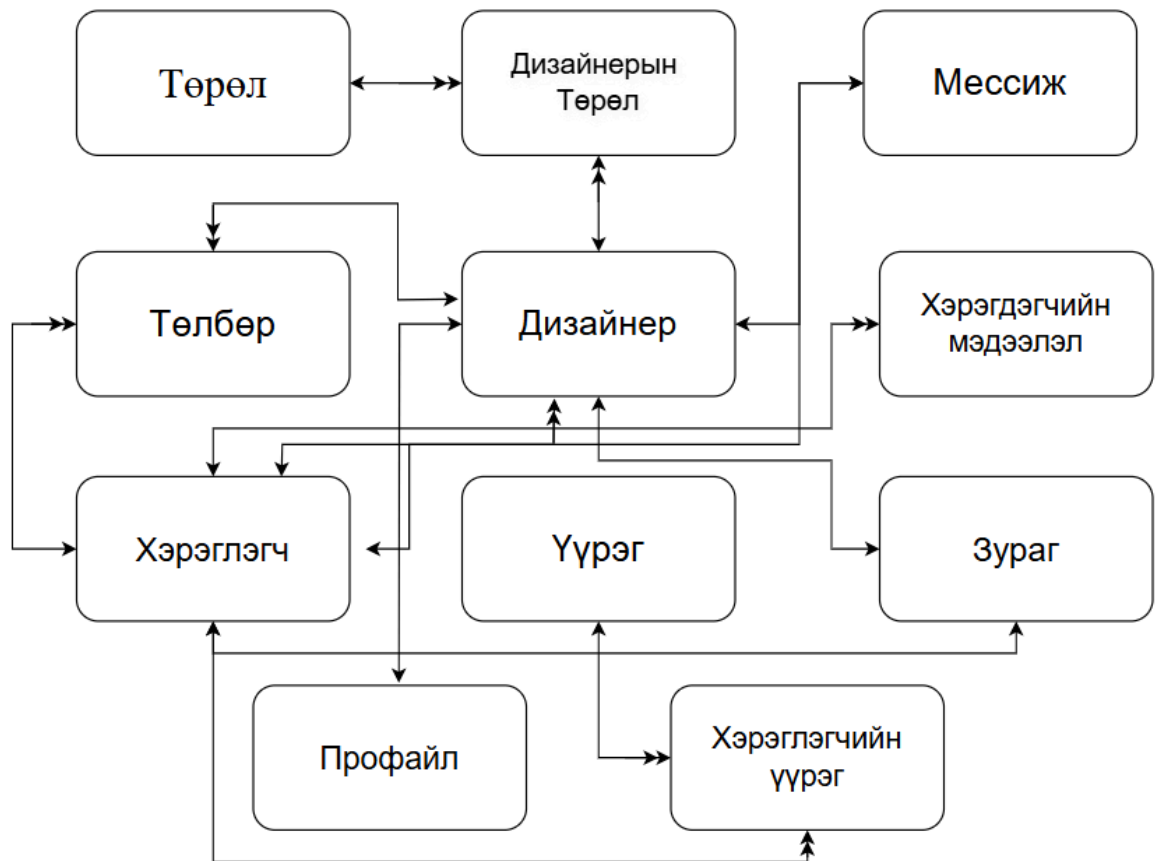 Төрөл
Дизайнерын
Төрөл
Мессиж
Төлбөр
Дизайнер
Хэрэгдэгчийн
мэдээлэл
Хэрэглэгч
Үүрэг
Зураг
Профайл
Хэрэглэгчийн
үүрэг